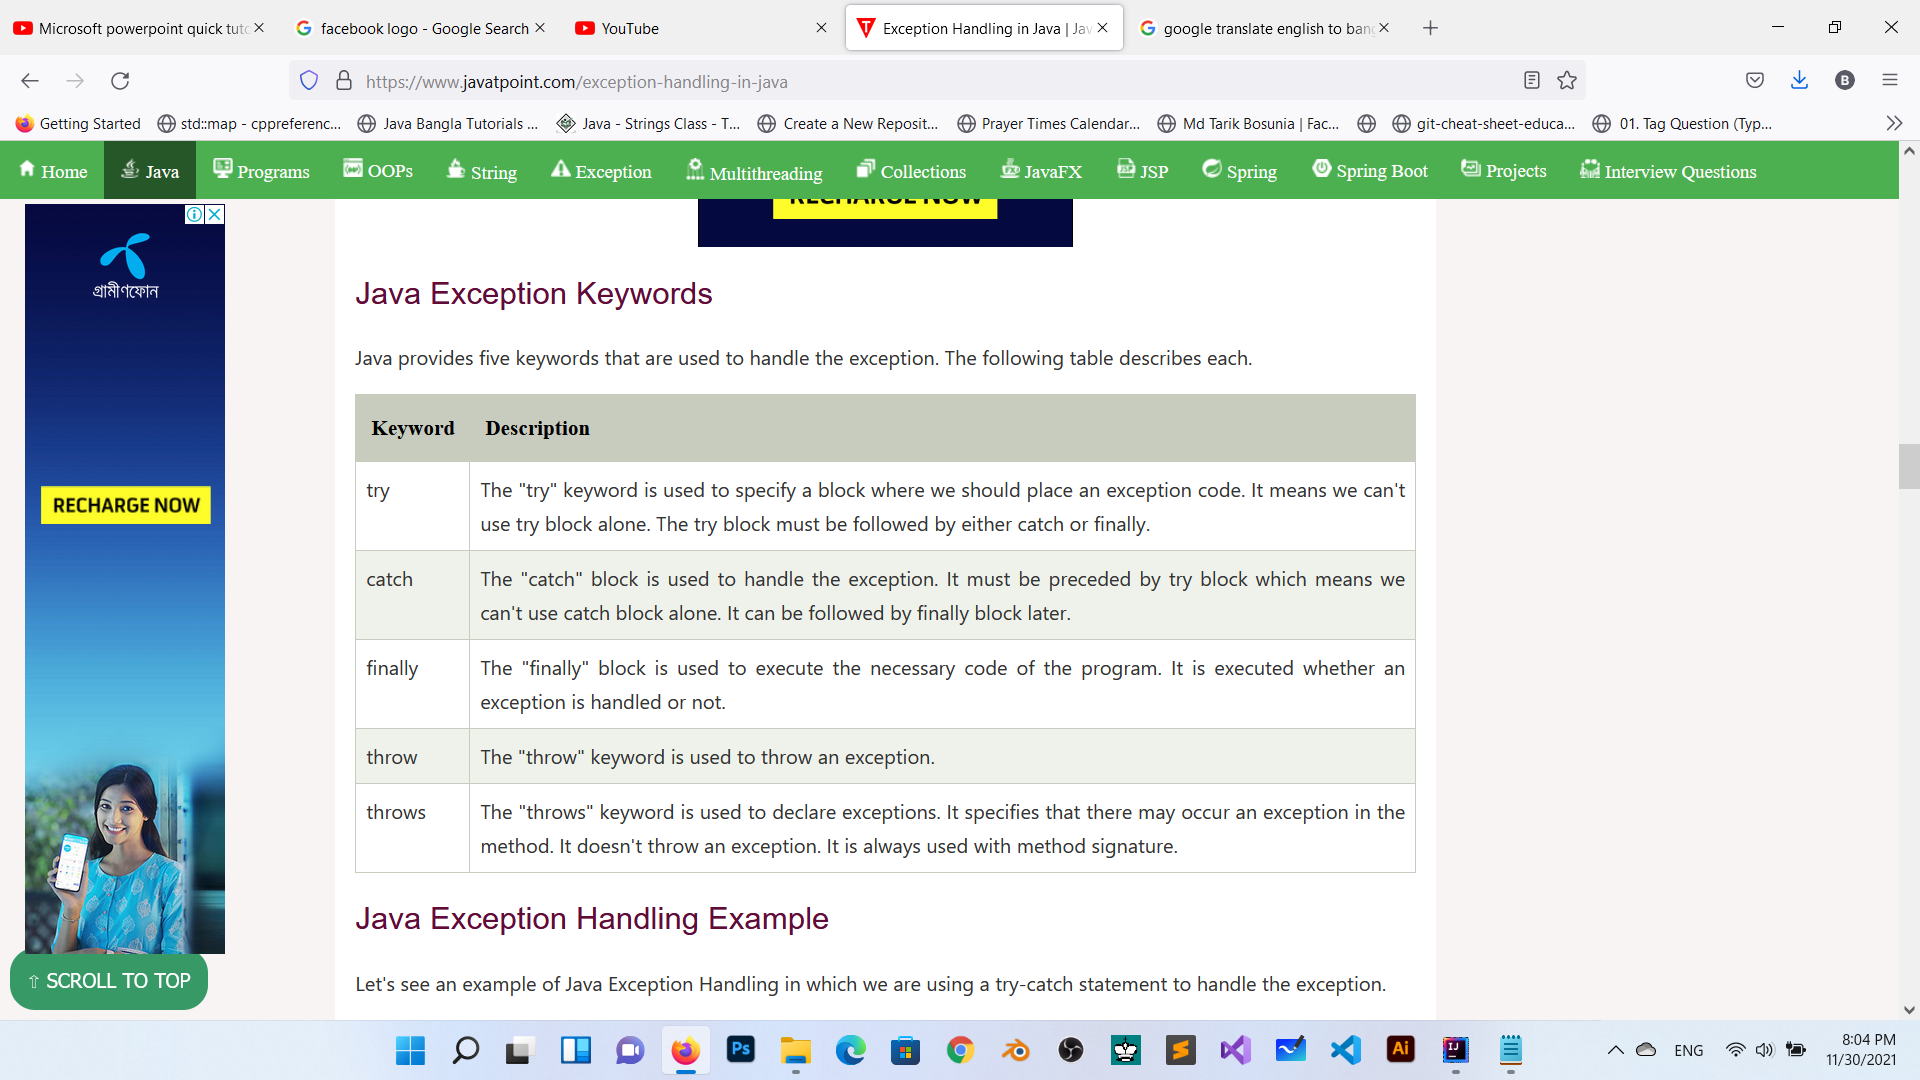 Microsoft powerpoint quick tuto
facebook logo - Google Search
YouTube
Exception Handling in Java | Jav
google translate english to bang
https://www.javatpoint.com/exception-handling-in-java
B
Getting Started
std::map - cppreferenc...
Java Bangla Tutorials ...
Java - Strings Class - T...
Create a New Reposit...
Prayer Times Calendar...
Md Tarik Bosunia | Fac...
git-cheat-sheet-educa...
01. Tag Question (Typ...
Home
Java
Programs
OOPs
String
Exception
Multithreading
Collections
JavaFX
JSP
Spring
Spring Boot
Projects
Interview Questions
RECHARGE NOW
গ্রামীণফোন
RECHARGE NOW
Java Exception Keywords
Java provides five keywords that are used to handle the exception. The following table describes each.
Keyword Description
try The "try" keyword is used to specify a block where we should place an exception code. It means we can't
use try block alone. The try block must be followed by either catch or finally.
catch The "catch" block is used to handle the exception. It must be preceded by try block which means we
can't use catch block alone. It can be followed by finally block later.
finally The "finally" block is used to execute the necessary code of the program. It is executed whether an
exception is handled or not.
throw The "throw" keyword is used to throw an exception.
throws The "throws" keyword is used to declare exceptions. It specifies that there may occur an exception in the
method. It doesn't throw an exception. It is always used with method signature.
Java Exception Handling Example
Let's see an example of Java Exception Handling in which we are using a try-catch statement to handle the exception.
⇧ SCROLL TO TOP
Ps
Ai
IJ
ENG
8:04 PM
11/30/2021